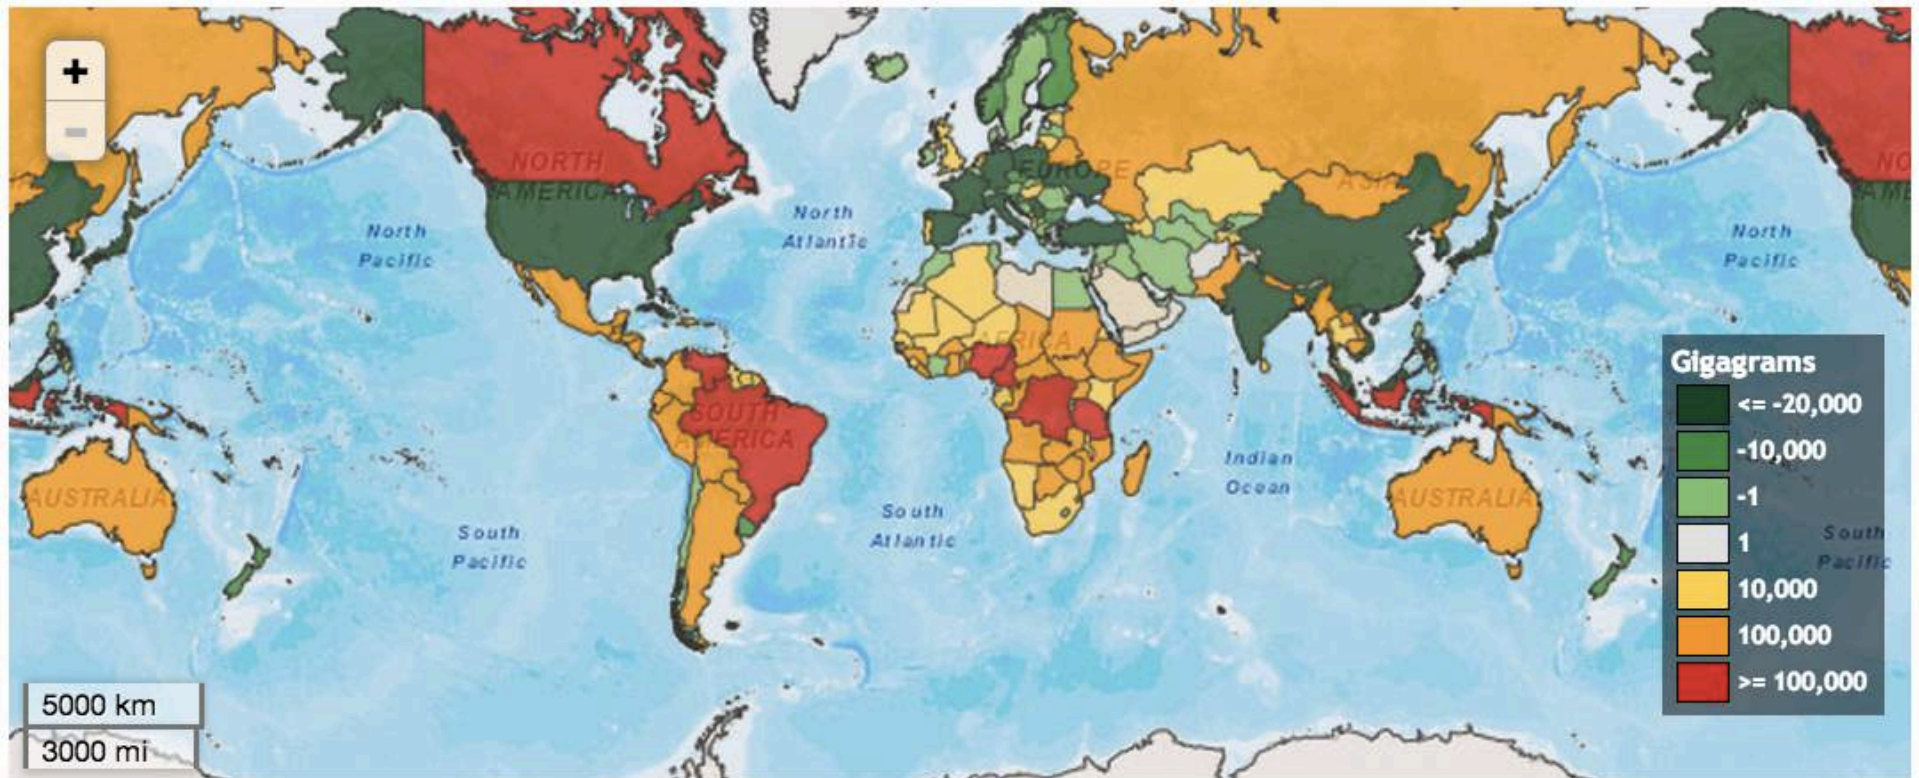 +
-
NORTH
AMERICA
EUROPE
ASIA
NO
AME
North
Pacific
North
Atlantic
North
Pacific
AFRICA
SOUTH
AMERICA
Indian
Ocean
AUSTRALIA
AUSTRALIA
South
Pacific
South
Atlantic
South
Pacific
Gigagrams
<= -20,000
-10,000
-1
1
10,000
100,000
>= 100,000
5000 km
3000 mi